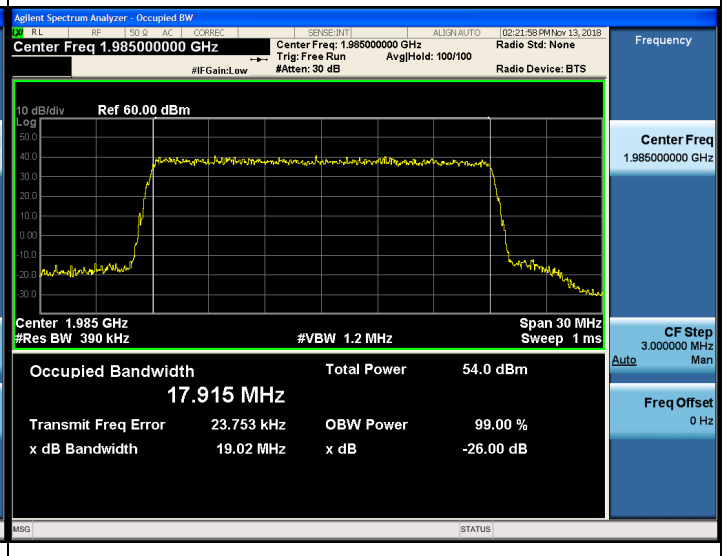 Agilent Spectrum Analyzer - Occupied BW
RL RF 50 Ω AC CORREC SENSE:INT ALIGN AUTO 02:21:58 PM Nov 13, 2018
Center Freq 1.985000000 GHz
Center Freq: 1.985000000 GHz
Radio Std: None
Trig: Free Run Avg|Hold: 100/100
#IFGain:Low
#Atten: 30 dB
Radio Device: BTS
10 dB/div Ref 60.00 dBm
Log
50.0
40.0
30.0
20.0
10.0
0.00
-10.0
-20.0
-30.0
Center 1.985 GHz Span 30 MHz
#Res BW 390 kHz #VBW 1.2 MHz Sweep 1 ms
Occupied Bandwidth Total Power 54.0 dBm
17.915 MHz
Transmit Freq Error 23.753 kHz OBW Power 99.00 %
x dB Bandwidth 19.02 MHz x dB -26.00 dB
MSG STATUS
Frequency
Center Freq
1.985000000 GHz
CF Step
3.000000 MHz
Auto Man
Freq Offset
0 Hz